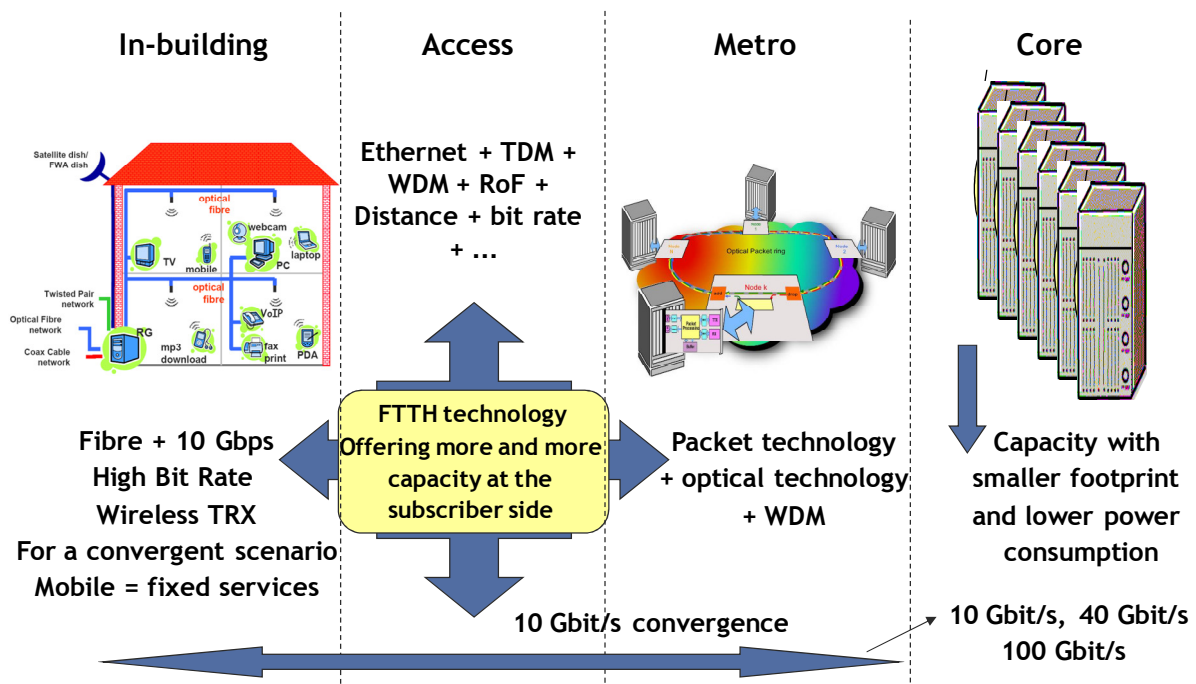 In-building
Access
Metro
Core
Satellite dish/
FWA dish
optical
fibre
webcam
laptop
TV
mobile
PC
optical
fibre
Twisted Pair
network
Optical Fibre
network
Coax Cable
network
RG
VoIP
mp3
download
fax
print
PDA
Ethernet + TDM +
WDM + RoF +
Distance + bit rate
+ ...
Optical Packet ring
Node k
Packet
Processing
FTTH technology
Offering more and more
capacity at the
subscriber side
Fibre + 10 Gbps
High Bit Rate
Wireless TRX
For a convergent scenario
Mobile = fixed services
Packet technology
+ optical technology
+ WDM
Capacity with
smaller footprint
and lower power
consumption
10 Gbit/s convergence
10 Gbit/s, 40 Gbit/s
100 Gbit/s